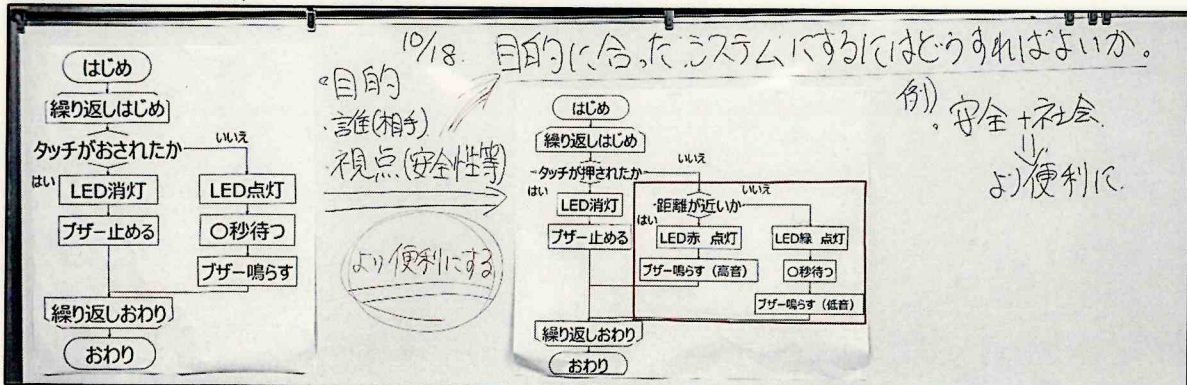 10/18. 目的に合ったシステムにするにはどうすればよいか。
はじめ
繰り返しはじめ
タッチがおされたか
いいえ
はい
LED消灯
LED点灯
ブザー止める
〇秒待つ
ブザー鳴らす
繰り返しおわり
おわり
・目的
・誰(相手)
・視点(安全性等)
より便利にする
はじめ
繰り返しはじめ
タッチが押されたか
いいえ
はい
LED消灯
ブザー止める
いいえ
距離が近いか
はい
LED赤 点灯
LED緑 点灯
ブザー鳴らす(高音)
〇秒待つ
ブザー鳴らす(低音)
繰り返しおわり
おわり
例)
・安全+社会
より便利に